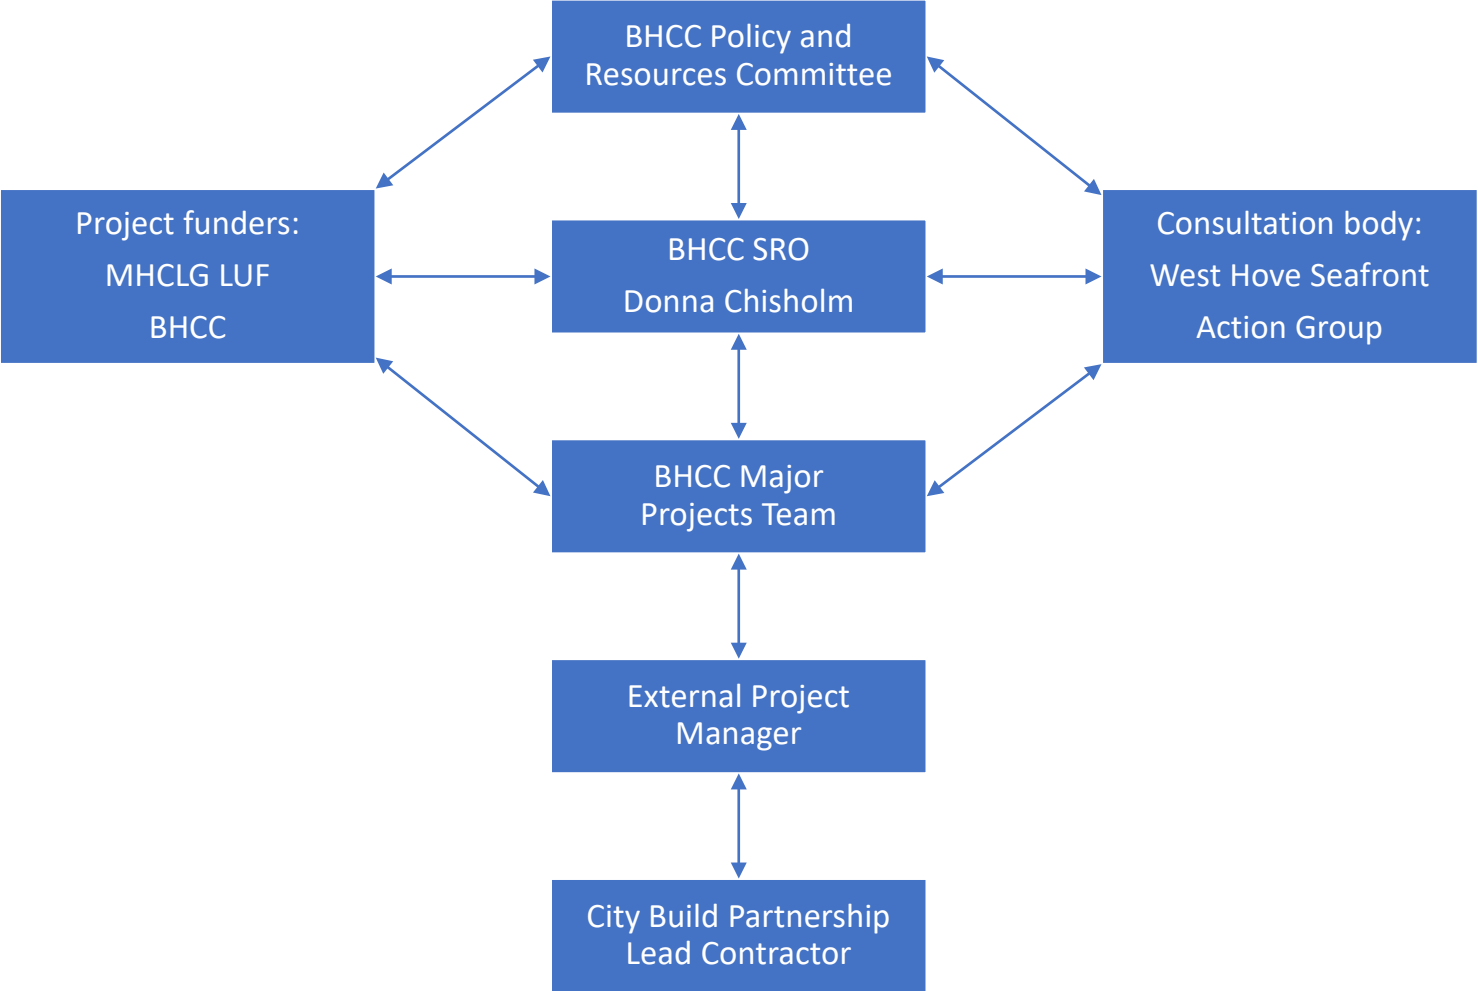 BHCC Policy and
Resources Committee
Project funders:
MHCLG LUF
BHCC
BHCC SRO
Donna Chisholm
Consultation body:
West Hove Seafront
Action Group
BHCC Major
Projects Team
External Project
Manager
City Build Partnership
Lead Contractor